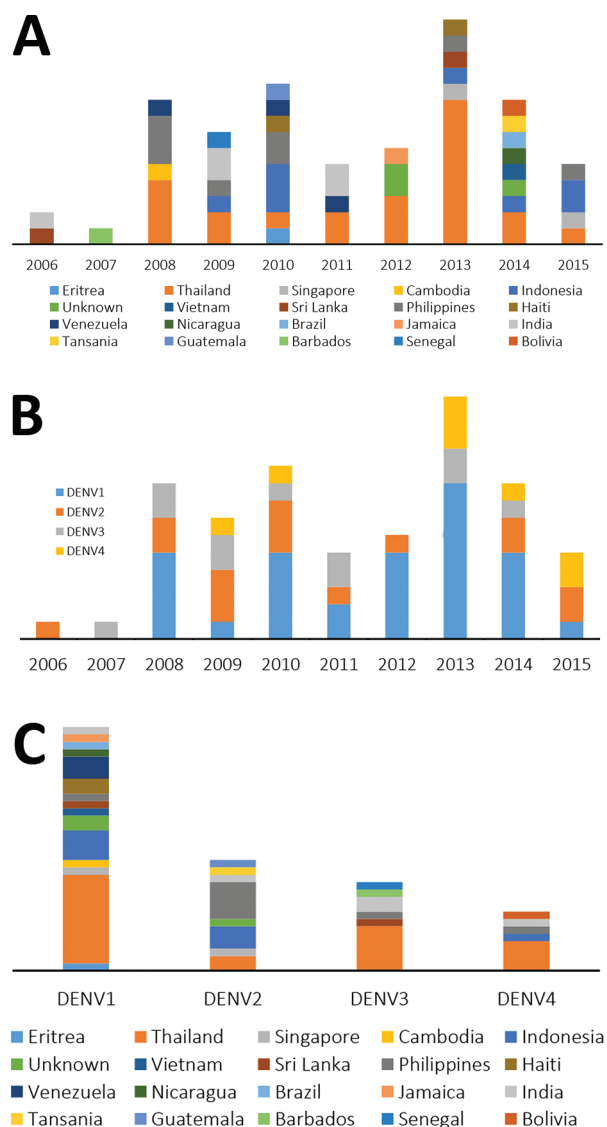 A
2006 2007 2008 2009 2010 2011 2012 2013 2014 2015
Eritrea Thailand Singapore Cambodia Indonesia
Unknown Vietnam Sri Lanka Philippines Haiti
Venezuela Nicaragua Brazil Jamaica India
Tansania Guatemala Barbados Senegal Bolivia
B
DENV1
DENV2
DENV3
DENV4
2006 2007 2008 2009 2010 2011 2012 2013 2014 2015
C
DENV1 DENV2 DENV3 DENV4
Eritrea Thailand Singapore Cambodia Indonesia
Unknown Vietnam Sri Lanka Philippines Haiti
Venezuela Nicaragua Brazil Jamaica India
Tansania Guatemala Barbados Senegal Bolivia